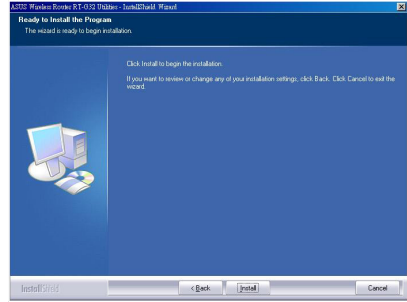 ASUS Wireless Router RT-G32 Utilities - InstallShield Wizard
Ready to Install the Program
The wizard is ready to begin installation.
Click Install to begin the installation.
If you want to review or change any of your installation settings, click Back. Click Cancel to exit the
wizard.
InstallShield
< Back
Install
Cancel